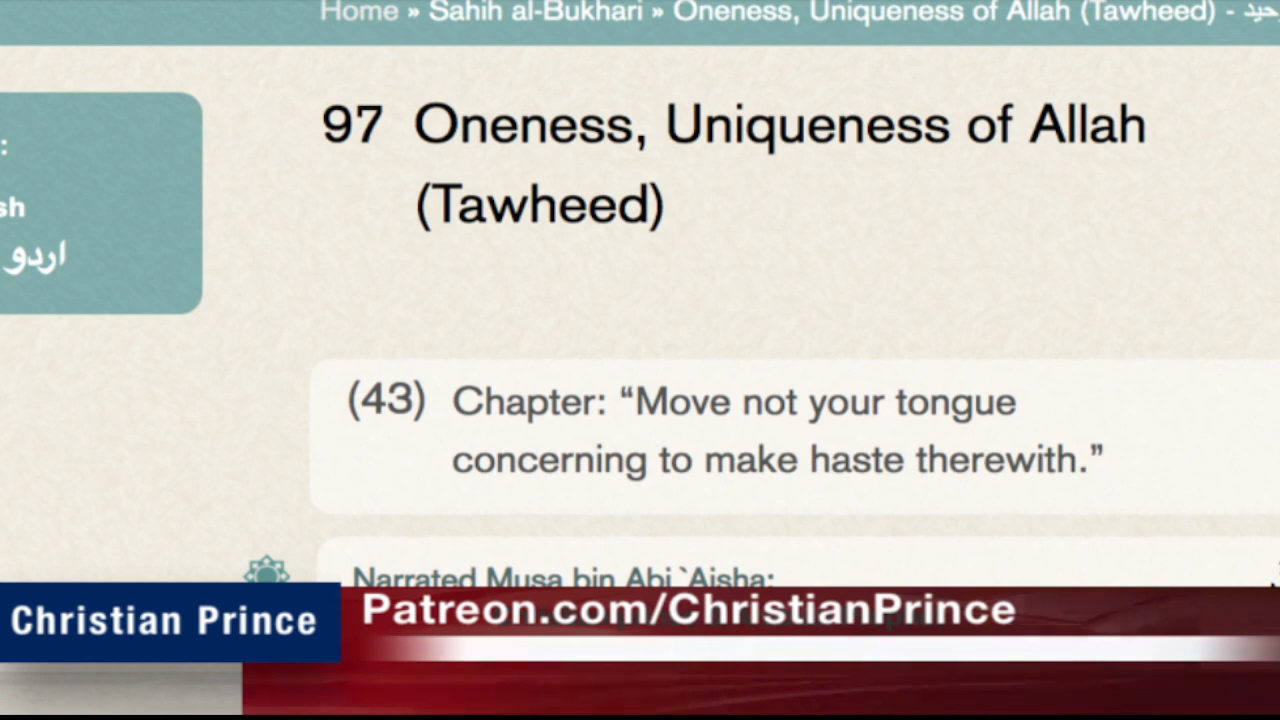 Home » Sahih al-Bukhari » Oneness, Uniqueness of Allah (Tawheed) -
:
sh
اردو
97 Oneness, Uniqueness of Allah
(Tawheed)
(43) Chapter: “Move not your tongue
concerning to make haste therewith.”
Narrated Musa bin Abi `Aisha:
Christian Prince
Patreon.com/ChristianPrince